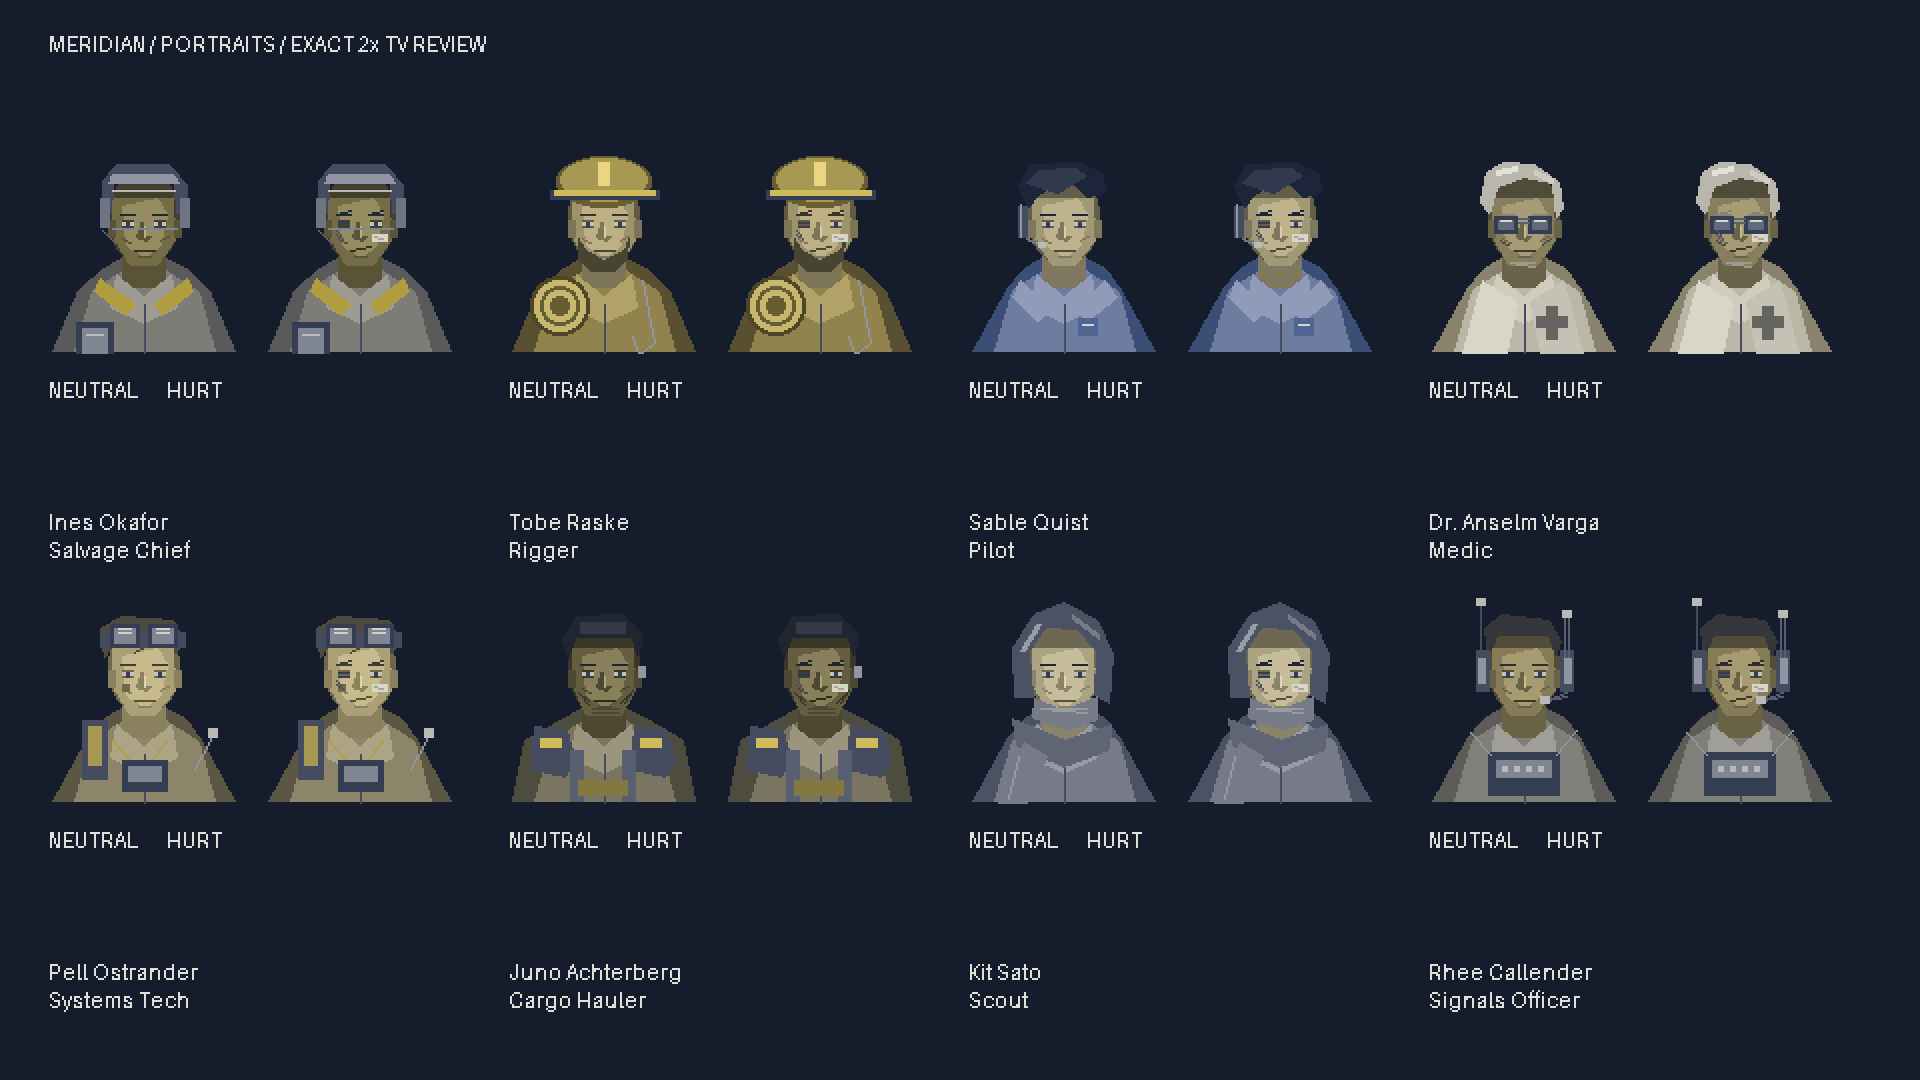 MERIDIAN / PORTRAITS / EXACT 2x TV REVIEW
NEUTRAL HURT
NEUTRAL HURT
NEUTRAL HURT
NEUTRAL HURT
Ines Okafor
Salvage Chief
Tobe Raske
Rigger
Sable Quist
Pilot
Dr. Anselm Varga
Medic
NEUTRAL HURT
NEUTRAL HURT
NEUTRAL HURT
NEUTRAL HURT
Pell Ostrander
Systems Tech
Juno Achterberg
Cargo Hauler
Kit Sato
Scout
Rhee Callender
Signals Officer